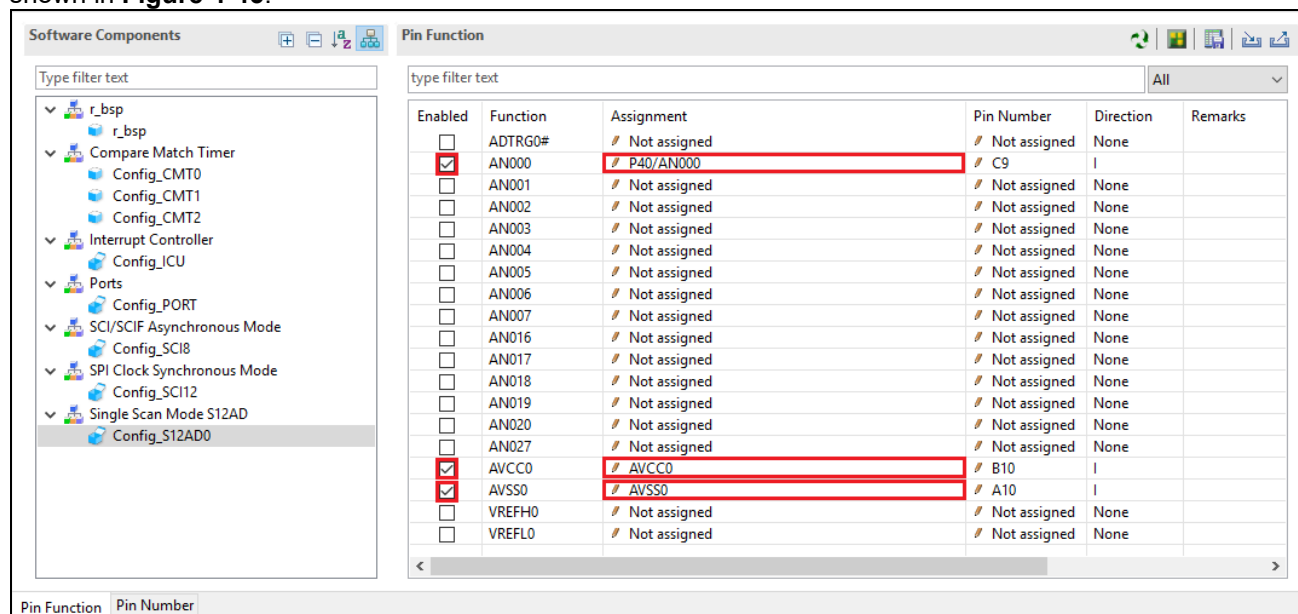 shown in Figure
Software Components
Pin Function
Type filter text
type filter text All
r_bsp
r_bsp
Compare Match Timer
Config_CMT0
Config_CMT1
Config_CMT2
Interrupt Controller
Config_ICU
Ports
Config_PORT
SCI/SCIF Asynchronous Mode
Config_SCI8
SPI Clock Synchronous Mode
Config_SCI12
Single Scan Mode S12AD
Config_S12AD0
Enabled Function Assignment Pin Number Direction Remarks
ADTRG0# Not assigned Not assigned None
AN000 P40/AN000 C9 I
AN001 Not assigned Not assigned None
AN002 Not assigned Not assigned None
AN003 Not assigned Not assigned None
AN004 Not assigned Not assigned None
AN005 Not assigned Not assigned None
AN006 Not assigned Not assigned None
AN007 Not assigned Not assigned None
AN016 Not assigned Not assigned None
AN017 Not assigned Not assigned None
AN018 Not assigned Not assigned None
AN019 Not assigned Not assigned None
AN020 Not assigned Not assigned None
AN027 Not assigned Not assigned None
AVCC0 AVCC0 B10 I
AVSS0 AVSS0 A10 I
VREFH0 Not assigned Not assigned None
VREFL0 Not assigned Not assigned None
Pin Function Pin Number